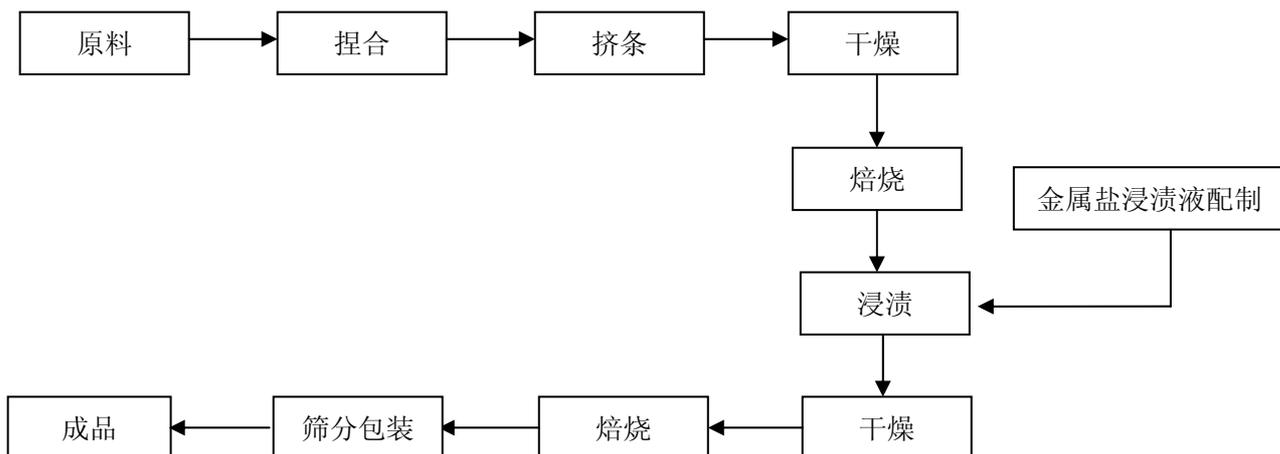 原料
捏合
挤条
干燥
焙烧
金属盐浸渍液配制
浸渍
成品
筛分包装
焙烧
干燥